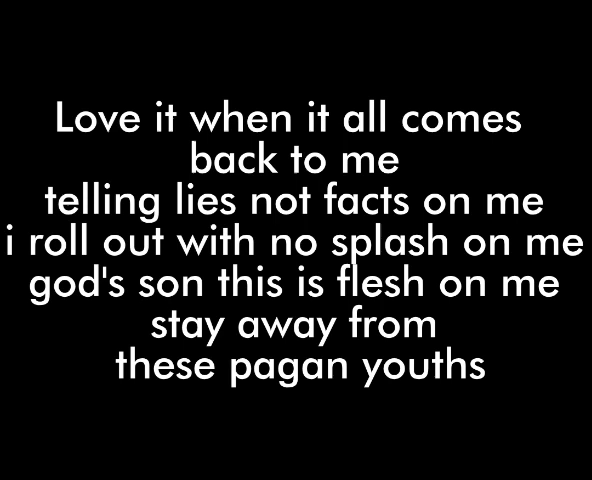 Love it when it all comes
back to me
telling lies not facts on me
i roll out with no splash on me
god's son this is flesh on me
stay away from
these pagan youths